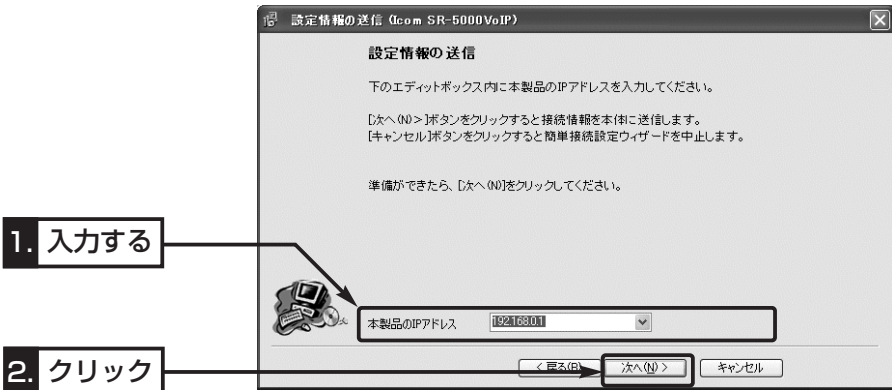 設定情報の送信 (Icom SR-5000VoIP)
設定情報の送信
下のエディットボックス内に本製品のIPアドレスを入力してください。
[次へ(N)>]ボタンをクリックすると接続情報を本体に送信します。
[キャンセル]ボタンをクリックすると簡単接続設定ウィザードを中止します。
準備ができたら、[次へ(N)]をクリックしてください。
1. 入力する
本製品のIPアドレス 192.168.0.1
2. クリック
< 戻る(B) 次へ(N) > キャンセル